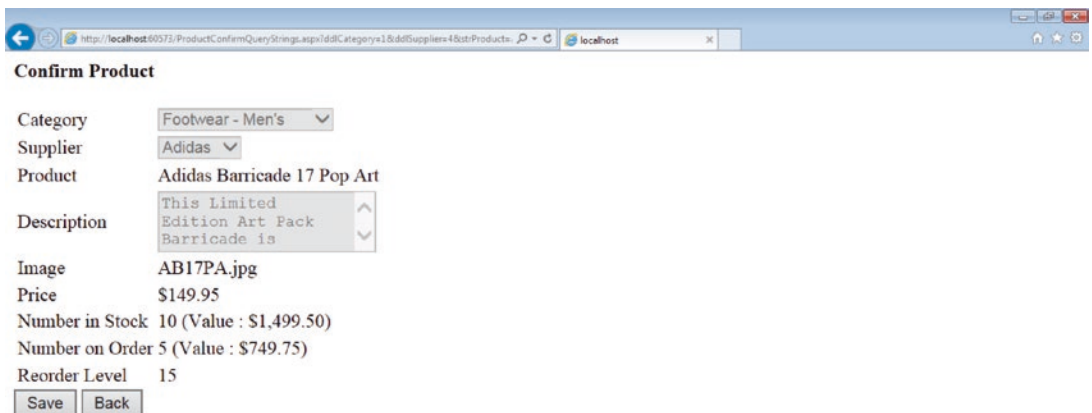 http://localhost:60573/ProductConfirmQueryStrings.aspx?ddlCategory=1&ddlSupplier=4&strProduct=.
localhost
Confirm Product
Category Footwear - Men's
Supplier Adidas
Product Adidas Barricade 17 Pop Art
Description This Limited
Edition Art Pack
Barricade is
Image AB17PA.jpg
Price $149.95
Number in Stock 10 (Value : $1,499.50)
Number on Order 5 (Value : $749.75)
Reorder Level 15
Save Back